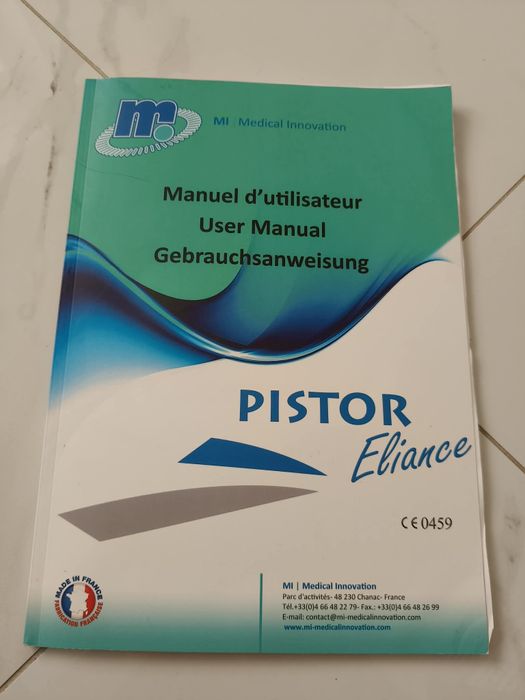 m
MI | Medical Innovation
Manuel d'utilisateur
User Manual
Gebrauchsanweisung
PISTOR
Eliance
CE 0459
MADE IN FRANCE
FABRICATION FRANÇAISE
MI | Medical Innovation
Parc d'activités- 48 230 Chanac- France
Tél.+33(0)4 66 48 22 79- Fax.: +33(0)4 66 48 26 99
E-mail: contact@mi-medicalinnovation.com
www.mi-medicalinnovation.com